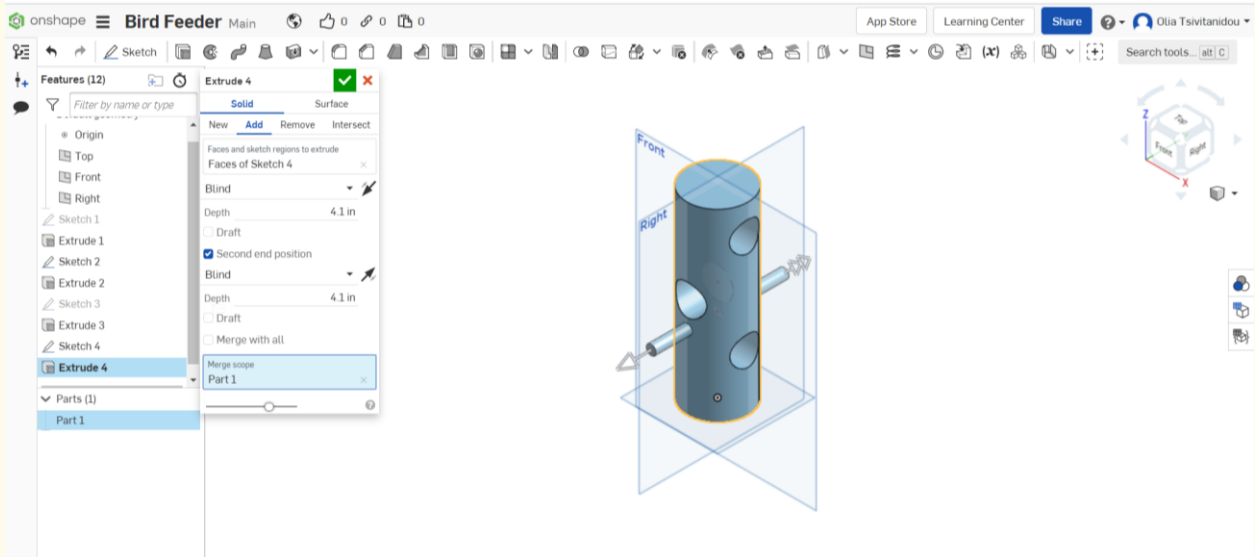 onshape Bird Feeder Main 0 0 0 App Store Learning Center Share Olia Tsivitanidou
Sketch (x) Search tools... alt C
Features (12)
Filter by name or type
Default geometry
Origin
Top
Front
Right
Sketch 1
Extrude 1
Sketch 2
Extrude 2
Sketch 3
Extrude 3
Sketch 4
Extrude 4
Parts (1)
Part 1
Extrude 4
Solid Surface
New Add Remove Intersect
Faces and sketch regions to extrude
Faces of Sketch 4
Blind
Depth 4.1 in
Draft
Second end position
Blind
Depth 4.1 in
Draft
Merge with all
Merge scope
Part 1
Front
Right
Z
Top
Front Right
X